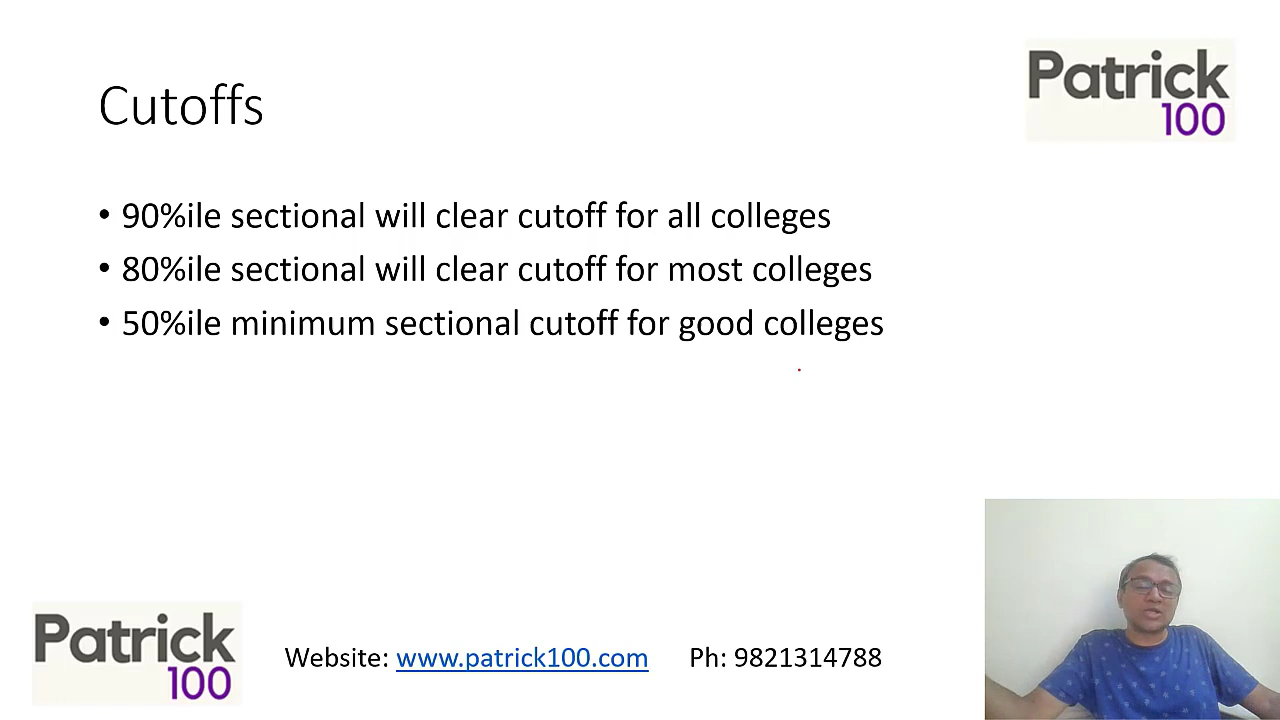 Patrick
100
Cutoffs
• 90%ile sectional will clear cutoff for all colleges
• 80%ile sectional will clear cutoff for most colleges
• 50%ile minimum sectional cutoff for good colleges
Patrick
100
Website: www.patrick100.com Ph: 9821314788